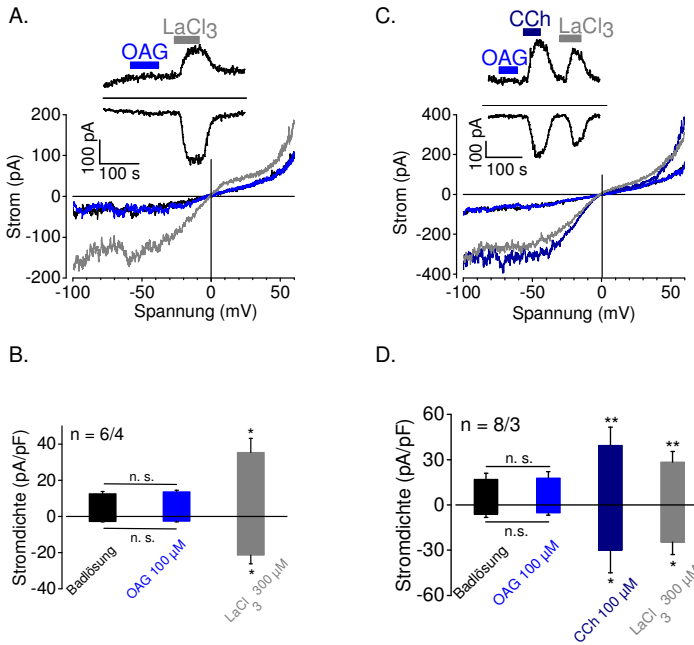 A.
LaCl3
OAG
200
100
0
-100
-200
Strom (pA)
100 pA
100 s
-100
-50
0
50
Spannung (mV)
C.
CCh
LaCl3
OAG
400
200
0
-200
-400
Strom (pA)
100 pA
100 s
-100
-50
0
50
Spannung (mV)
B.
n = 6/4
40
20
0
20
-40
Stromdichte (pA/pF)
n. s.
n. s.
*
*
Badlösung
OAG 100 µM
LaCl3 300 µM
D.
n = 8/3
60
30
0
-30
-60
Stromdichte (pA/pF)
n. s.
n.s.
**
**
*
*
Badlösung
OAG 100 µM
CCh 100 µM
LaCl3 300 µM